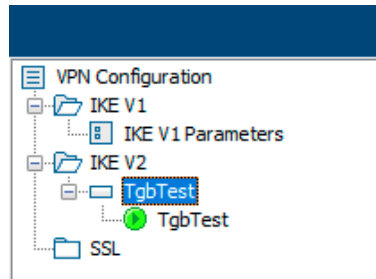 VPN Configuration
IKE V1
IKE V1 Parameters
IKE V2
TgbTest
TgbTest
SSL